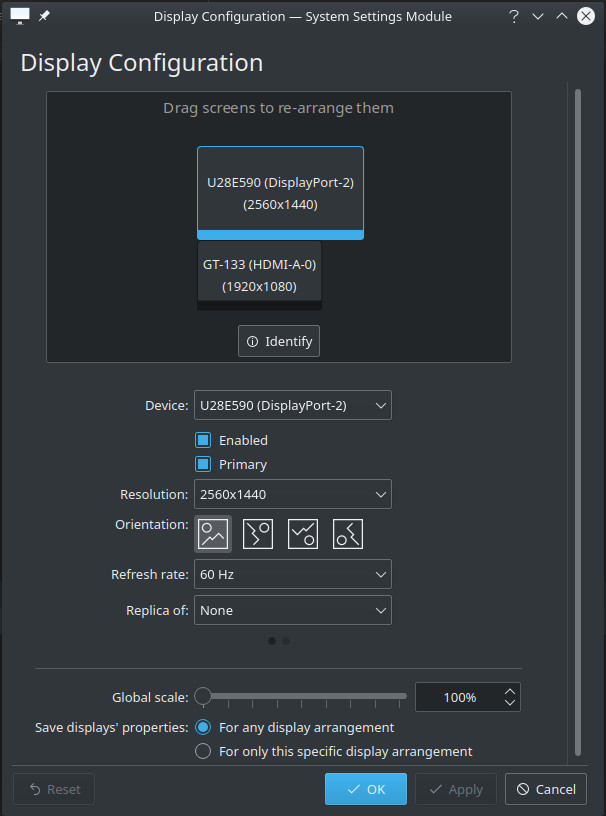 Display Configuration — System Settings Module
Display Configuration
Drag screens to re-arrange them
U28E590 (DisplayPort-2)
(2560x1440)
GT-133 (HDMI-A-0)
(1920x1080)
Identify
Device: U28E590 (DisplayPort-2)
Enabled
Primary
Resolution: 2560x1440
Orientation:
Refresh rate: 60 Hz
Replica of: None
Global scale: 100%
Save displays' properties: For any display arrangement
For only this specific display arrangement
Reset OK Apply Cancel